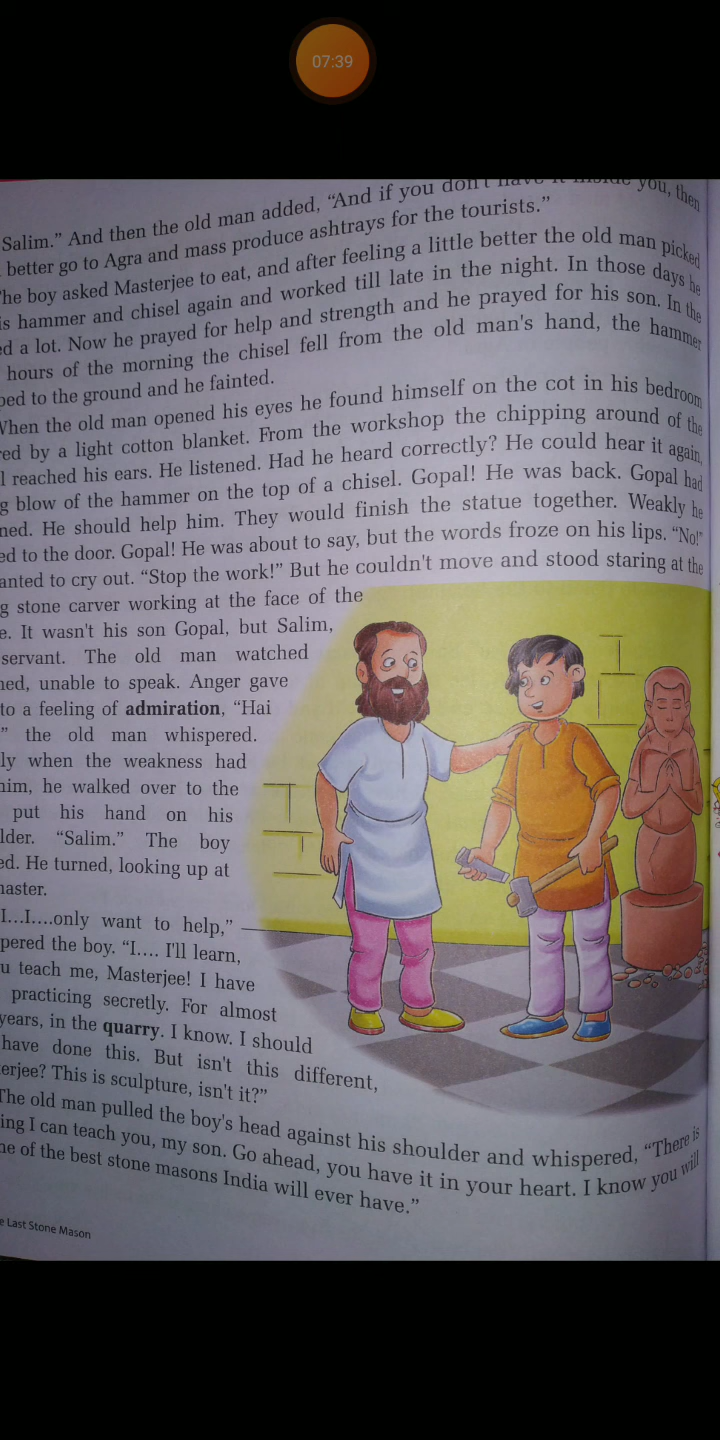 07:39
Salim.” And then the old man added, “And if you don't have it inside you, then
better go to Agra and mass produce ashtrays for the tourists.”
The boy asked Masterjee to eat, and after feeling a little better the old man picked
is hammer and chisel again and worked till late in the night. In those days he
ed a lot. Now he prayed for help and strength and he prayed for his son. In the
hours of the morning the chisel fell from the old man's hand, the hammer
ped to the ground and he fainted.
When the old man opened his eyes he found himself on the cot in his bedroom
red by a light cotton blanket. From the workshop the chipping around of the
l reached his ears. He listened. Had he heard correctly? He could hear it again,
g blow of the hammer on the top of a chisel. Gopal! He was back. Gopal had
ned. He should help him. They would finish the statue together. Weakly he
ed to the door. Gopal! He was about to say, but the words froze on his lips. “No!”
anted to cry out. “Stop the work!” But he couldn't move and stood staring at the
g stone carver working at the face of the
e. It wasn't his son Gopal, but Salim,
servant. The old man watched
ned, unable to speak. Anger gave
to a feeling of admiration, “Hai
” the old man whispered.
ly when the weakness had
him, he walked over to the
put his hand on his
lder. “Salim.” The boy
ed. He turned, looking up at
master.
I...I....only want to help,”
pered the boy. “I.... I'll learn,
u teach me, Masterjee! I have
practicing secretly. For almost
years, in the quarry. I know. I should
have done this. But isn't this different,
erjee? This is sculpture, isn't it?”
The old man pulled the boy's head against his shoulder and whispered, “There is
ing I can teach you, my son. Go ahead, you have it in your heart. I know you will
ne of the best stone masons India will ever have.”
e Last Stone Mason